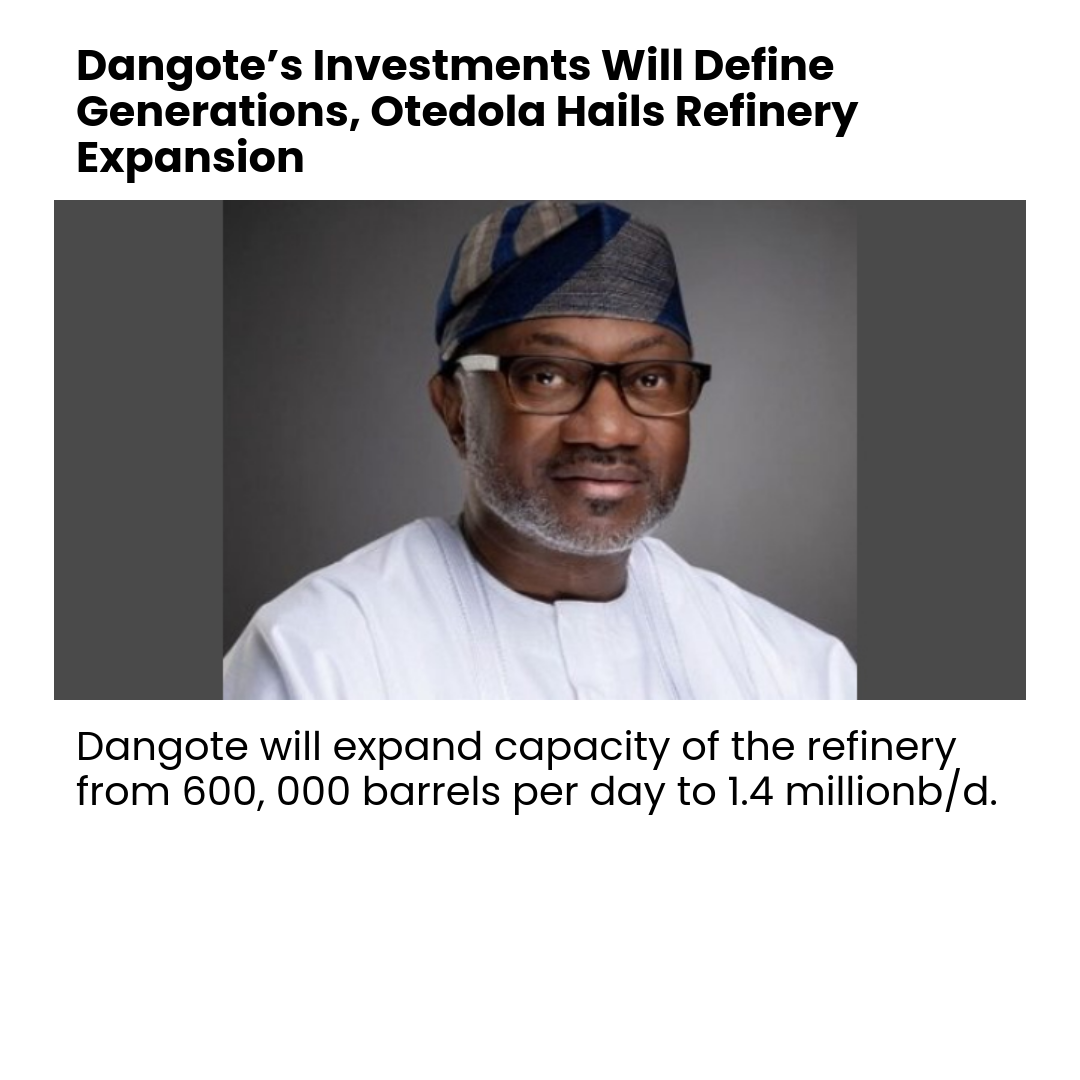 Dangote’s Investments Will Define
Generations, Otedola Hails Refinery
Expansion
Dangote will expand capacity of the refinery
from 600, 000 barrels per day to 1.4 millionb/d.